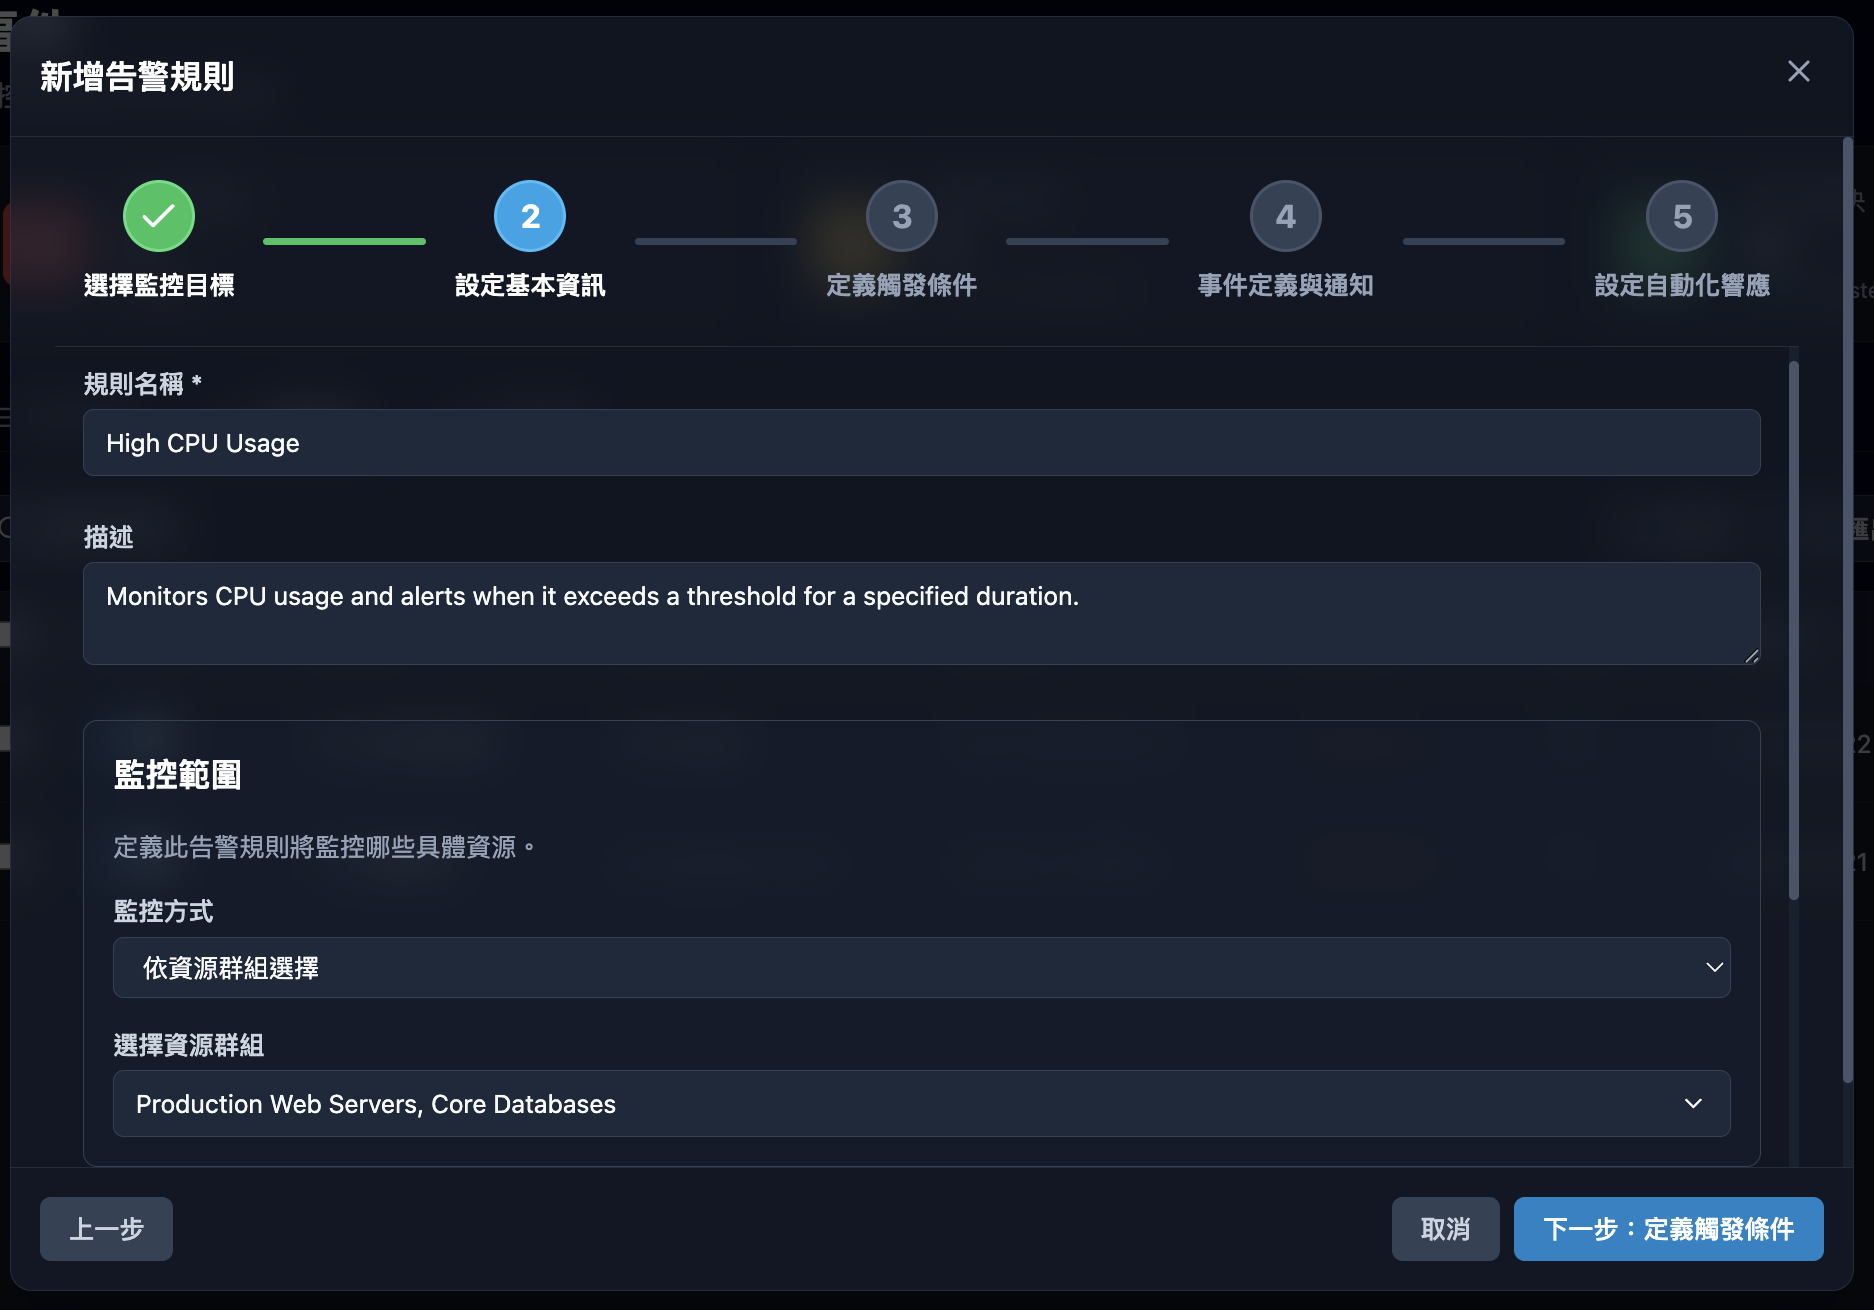 新增告警規則
2
3
4
5
選擇監控目標
設定基本資訊
定義觸發條件
事件定義與通知
設定自動化響應
規則名稱 *
High CPU Usage
描述
Monitors CPU usage and alerts when it exceeds a threshold for a specified duration.
監控範圍
定義此告警規則將監控哪些具體資源。
監控方式
依資源群組選擇
選擇資源群組
Production Web Servers, Core Databases
上一步
取消
下一步：定義觸發條件